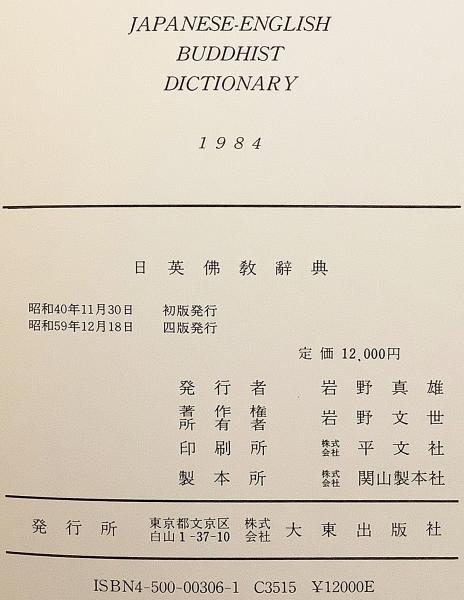 JAPANESE-ENGLISH
BUDDHIST
DICTIONARY
1984
日英佛教辭典
昭和40年11月30日 初版発行
昭和59年12月18日 四版発行
定価 12,000円
発行者 岩野真雄
著作権所有者 岩野文世
印刷所 株式会社 平文社
製本所 株式会社 関山製本社
発行所 東京都文京区白山1-37-10 株式会社 大東出版社
ISBN4-500-00306-1 C3515 ¥12000E